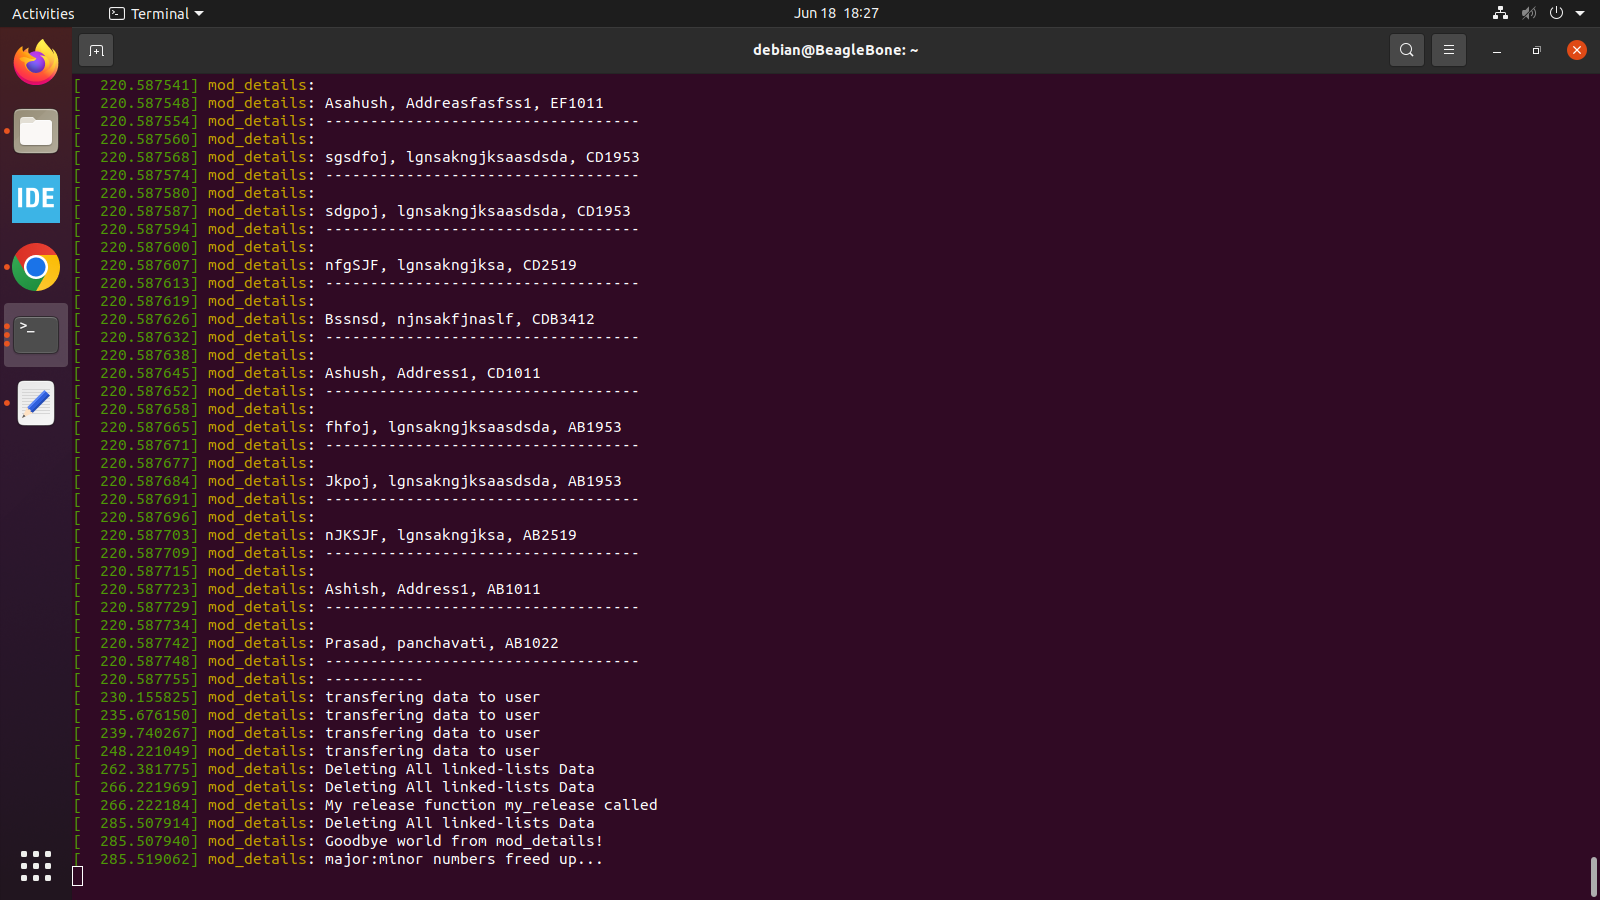 Activities
Terminal
Jun 18 18:27
debian@BeagleBone: ~
[  220.587541] mod_details:
[  220.587548] mod_details: Asahush, Addreasfasfss1, EF1011
[  220.587554] mod_details: -----------------------------------
[  220.587560] mod_details:
[  220.587568] mod_details: sgsdfoj, lgnsakngjksaasdsda, CD1953
[  220.587574] mod_details: -----------------------------------
[  220.587580] mod_details:
[  220.587587] mod_details: sdgpoj, lgnsakngjksaasdsda, CD1953
[  220.587594] mod_details: -----------------------------------
[  220.587600] mod_details:
[  220.587607] mod_details: nfgSJF, lgnsakngjksa, CD2519
[  220.587613] mod_details: -----------------------------------
[  220.587619] mod_details:
[  220.587626] mod_details: Bssnsd, njnsakfjnaslf, CDB3412
[  220.587632] mod_details: -----------------------------------
[  220.587638] mod_details:
[  220.587645] mod_details: Ashush, Address1, CD1011
[  220.587652] mod_details: -----------------------------------
[  220.587658] mod_details:
[  220.587665] mod_details: fhfoj, lgnsakngjksaasdsda, AB1953
[  220.587671] mod_details: -----------------------------------
[  220.587677] mod_details:
[  220.587684] mod_details: Jkpoj, lgnsakngjksaasdsda, AB1953
[  220.587691] mod_details: -----------------------------------
[  220.587696] mod_details:
[  220.587703] mod_details: nJKSJF, lgnsakngjksa, AB2519
[  220.587709] mod_details: -----------------------------------
[  220.587715] mod_details:
[  220.587723] mod_details: Ashish, Address1, AB1011
[  220.587729] mod_details: -----------------------------------
[  220.587734] mod_details:
[  220.587742] mod_details: Prasad, panchavati, AB1022
[  220.587748] mod_details: -----------------------------------
[  220.587755] mod_details: -----------
[  230.155825] mod_details: transfering data to user
[  235.676150] mod_details: transfering data to user
[  239.740267] mod_details: transfering data to user
[  248.221049] mod_details: transfering data to user
[  262.381775] mod_details: Deleting All linked-lists Data
[  266.221969] mod_details: Deleting All linked-lists Data
[  266.222184] mod_details: My release function my_release called
[  285.507914] mod_details: Deleting All linked-lists Data
[  285.507940] mod_details: Goodbye world from mod_details!
[  285.519062] mod_details: major:minor numbers freed up...
IDE
>_